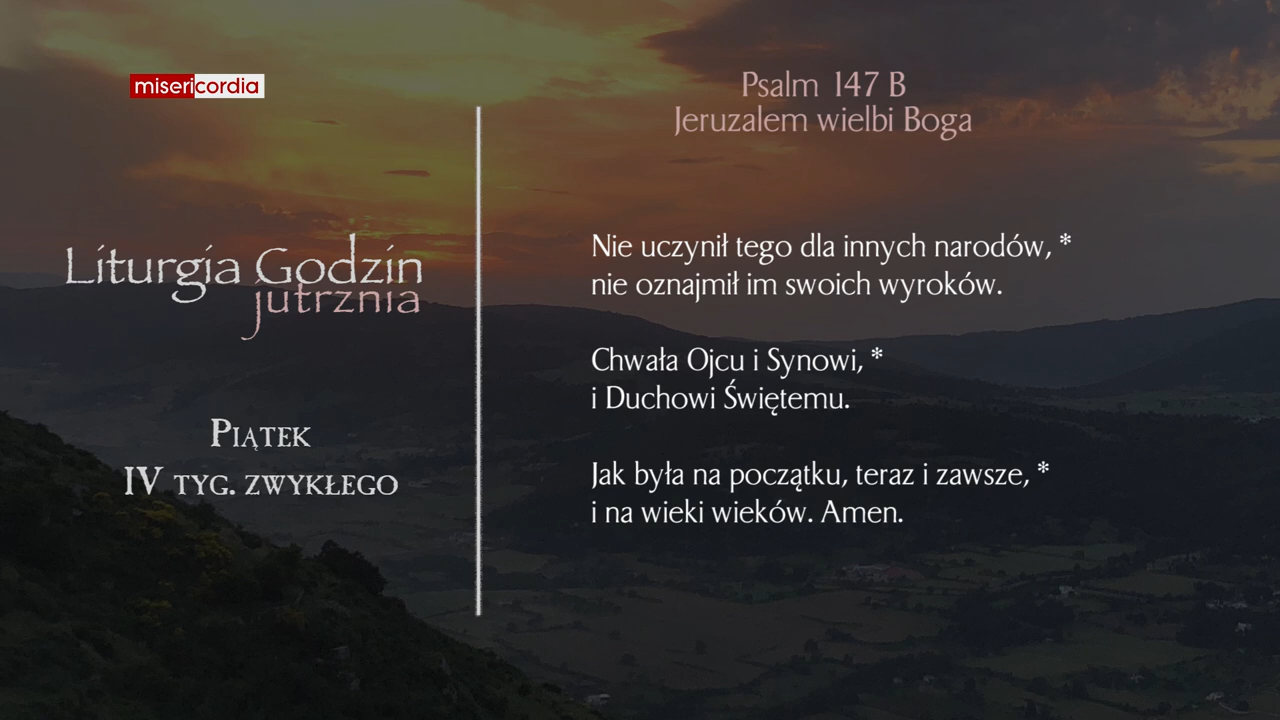 misericordia
Liturgia Godzin
jutrznia
Piątek
IV tyg. zwykłego
Psalm 147 B
Jeruzalem wielbi Boga
Nie uczynił tego dla innych narodów, *
nie oznajmił im swoich wyroków.
Chwała Ojcu i Synowi, *
i Duchowi Świętemu.
Jak była na początku, teraz i zawsze, *
i na wieki wieków. Amen.